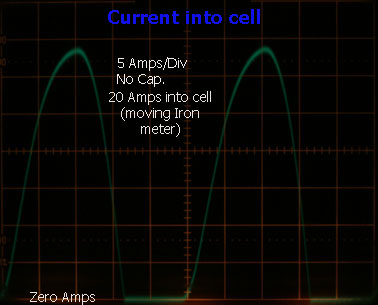 Current into cell
5 Amps/Div
No Cap.
20 Amps into cell
(moving Iron
meter)
Zero Amps